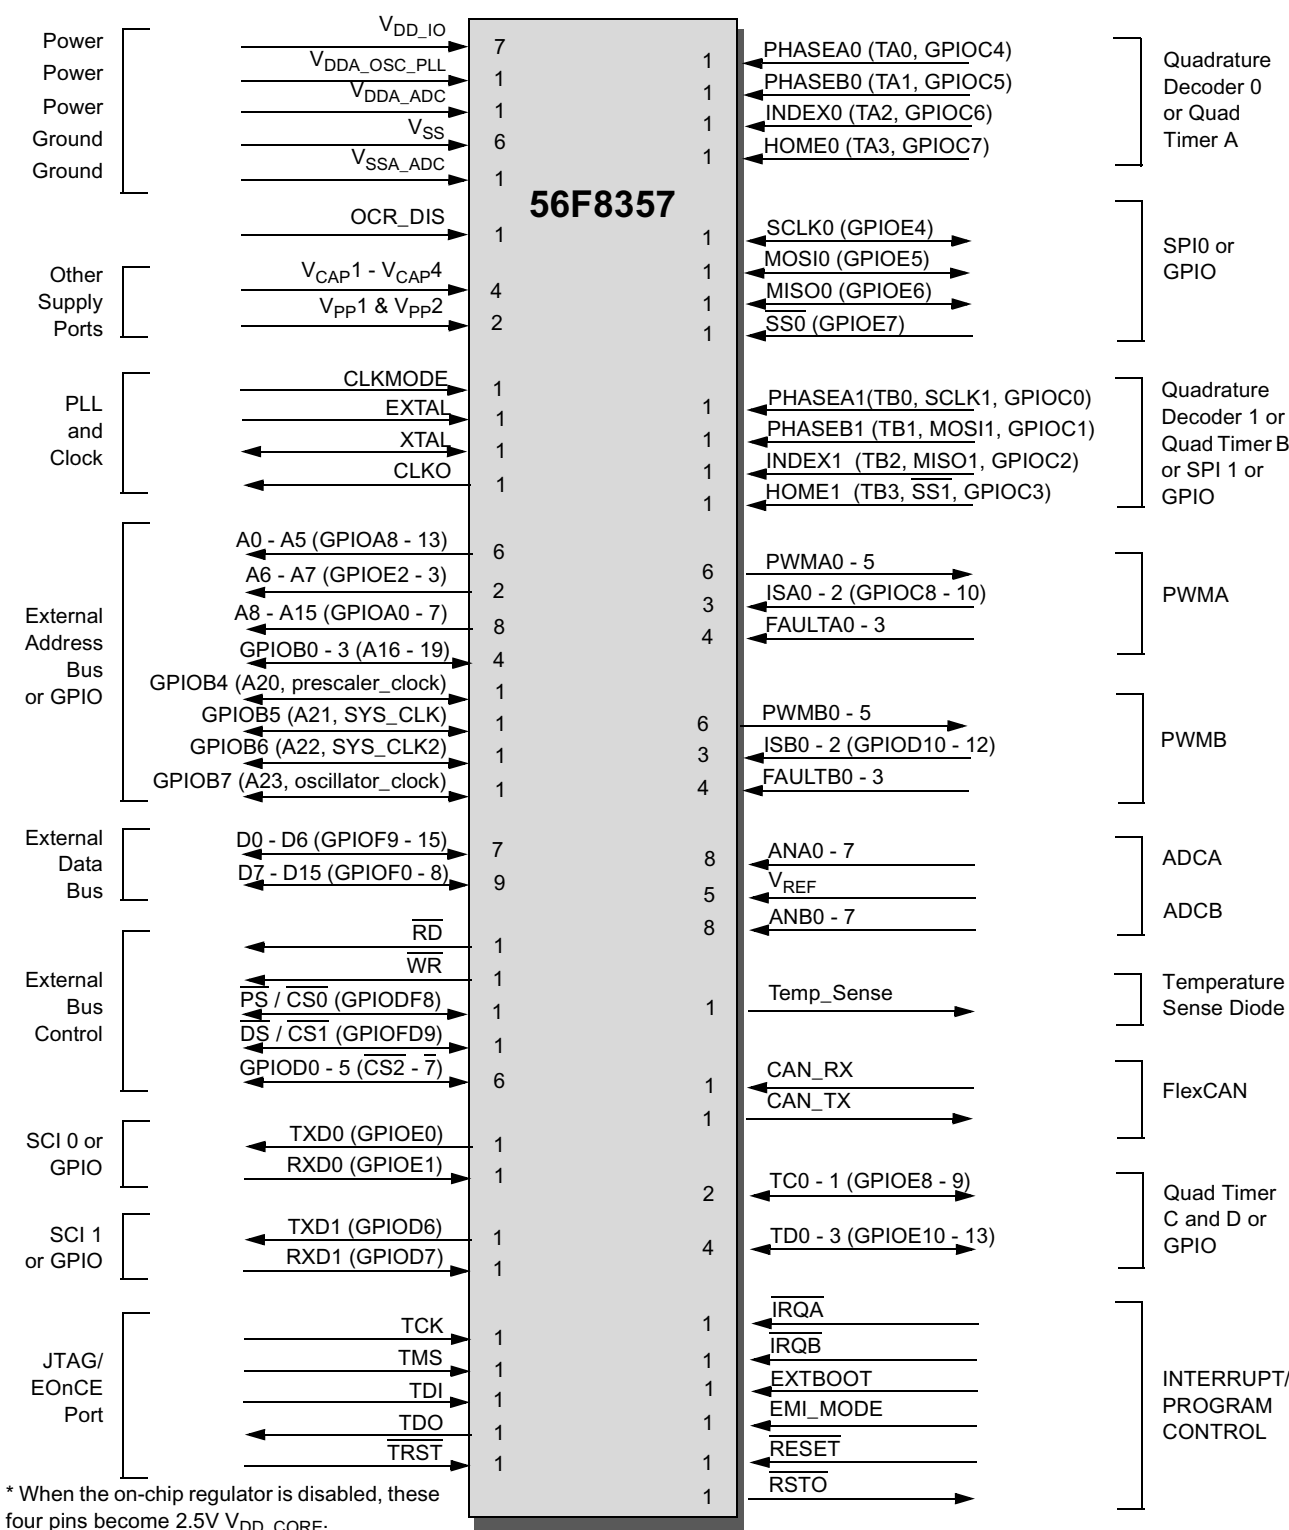 56F8357
Power
V_DD_IO
7
Power
V_DDA_OSC_PLL
1
Power
V_DDA_ADC
1
Ground
V_SS
6
Ground
V_SSA_ADC
1
OCR_DIS
1
Other
Supply
Ports
V_CAP1 - V_CAP4
4
V_PP1 & V_PP2
2
PLL
and
Clock
CLKMODE
1
EXTAL
1
XTAL
1
CLKO
1
External
Address
Bus
or GPIO
A0 - A5 (GPIOA8 - 13)
6
A6 - A7 (GPIOE2 - 3)
2
A8 - A15 (GPIOA0 - 7)
8
GPIOB0 - 3 (A16 - 19)
4
GPIOB4 (A20, prescaler_clock)
1
GPIOB5 (A21, SYS_CLK)
1
GPIOB6 (A22, SYS_CLK2)
1
GPIOB7 (A23, oscillator_clock)
1
External
Data
Bus
D0 - D6 (GPIOF9 - 15)
7
D7 - D15 (GPIOF0 - 8)
9
External
Bus
Control
R̅D̅
1
W̅R̅
1
P̅S̅ / C̅S̅0̅ (GPIODF8)
1
D̅S̅ / C̅S̅1̅ (GPIOFD9)
1
GPIOD0 - 5 (C̅S̅2̅ - 7̅)
6
SCI 0 or
GPIO
TXD0 (GPIOE0)
1
RXD0 (GPIOE1)
1
SCI 1
or GPIO
TXD1 (GPIOD6)
1
RXD1 (GPIOD7)
1
JTAG/
EOnCE
Port
TCK
1
TMS
1
TDI
1
TDO
1
T̅R̅S̅T̅
1
1
PHASEA0 (TA0, GPIOC4)
1
PHASEB0 (TA1, GPIOC5)
1
INDEX0 (TA2, GPIOC6)
1
HOME0 (TA3, GPIOC7)
Quadrature
Decoder 0
or Quad
Timer A
1
SCLK0 (GPIOE4)
1
MOSI0 (GPIOE5)
1
MISO0 (GPIOE6)
1
S̅S̅0̅ (GPIOE7)
SPI0 or
GPIO
1
PHASEA1(TB0, SCLK1, GPIOC0)
1
PHASEB1 (TB1, MOSI1, GPIOC1)
1
INDEX1 (TB2, MISO1, GPIOC2)
1
HOME1 (TB3, S̅S̅1̅, GPIOC3)
Quadrature
Decoder 1 or
Quad Timer B
or SPI 1 or
GPIO
6
PWMA0 - 5
3
ISA0 - 2 (GPIOC8 - 10)
4
FAULTA0 - 3
PWMA
6
PWMB0 - 5
3
ISB0 - 2 (GPIOD10 - 12)
4
FAULTB0 - 3
PWMB
8
ANA0 - 7
5
V_REF
8
ANB0 - 7
ADCA
ADCB
1
Temp_Sense
Temperature
Sense Diode
1
CAN_RX
1
CAN_TX
FlexCAN
2
TC0 - 1 (GPIOE8 - 9)
4
TD0 - 3 (GPIOE10 - 13)
Quad Timer
C and D or
GPIO
1
I̅R̅Q̅A̅
1
I̅R̅Q̅B̅
1
EXTBOOT
1
EMI_MODE
1
R̅E̅S̅E̅T̅
1
R̅S̅T̅O̅
INTERRUPT/
PROGRAM
CONTROL
* When the on-chip regulator is disabled, these
four pins become 2.5V V_DD_CORE.